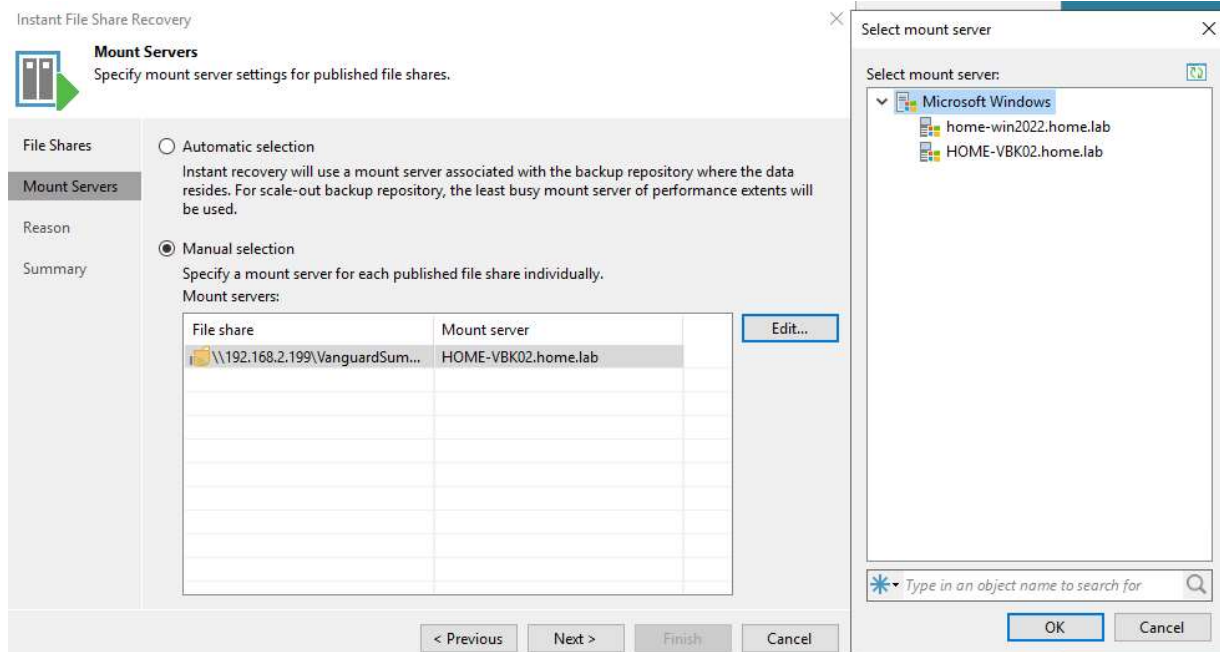 Instant File Share Recovery
Mount Servers
Specify mount server settings for published file shares.
File Shares
Mount Servers
Reason
Summary
Automatic selection
Instant recovery will use a mount server associated with the backup repository where the data
resides. For scale-out backup repository, the least busy mount server of performance extents will
be used.
Manual selection
Specify a mount server for each published file share individually.
Mount servers:
File share Mount server
\\192.168.2.199\VanguardSum... HOME-VBK02.home.lab
Edit...
< Previous Next > Finish Cancel
Select mount server
Select mount server:
Microsoft Windows
home-win2022.home.lab
HOME-VBK02.home.lab
Type in an object name to search for
OK Cancel